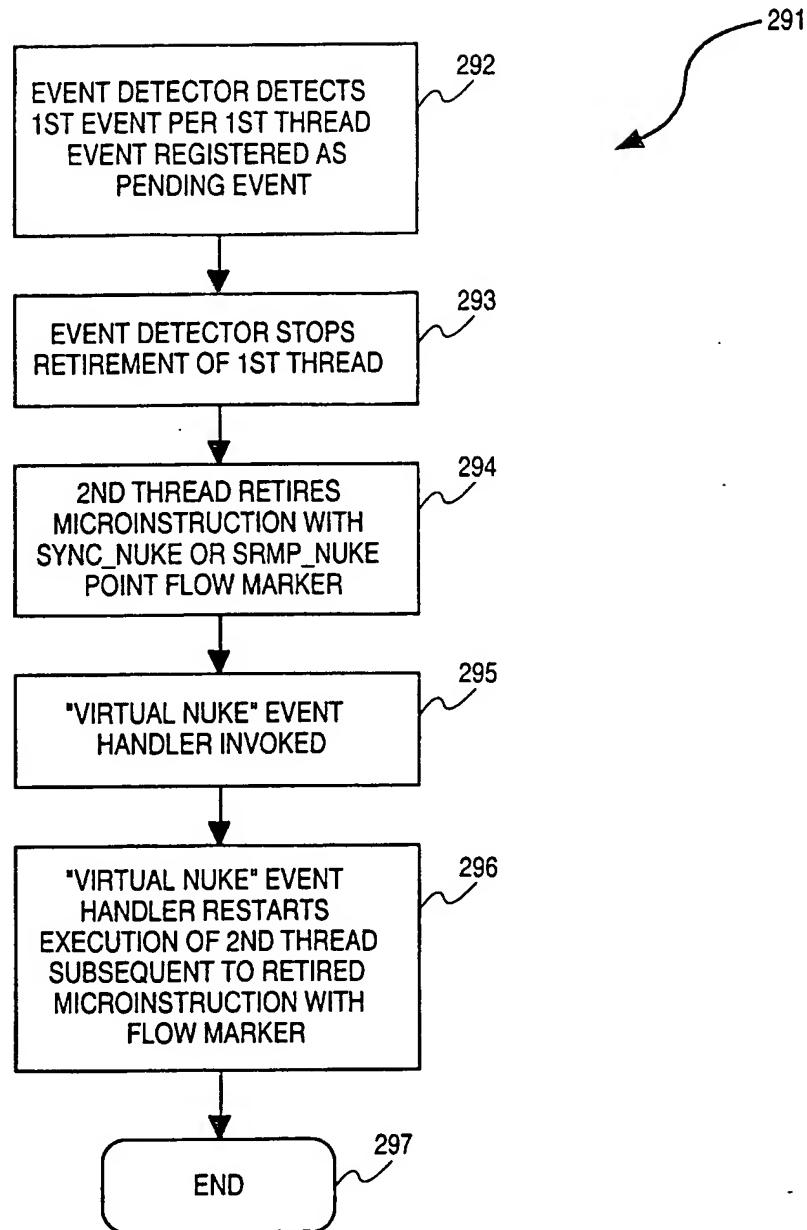 291
292
EVENT DETECTOR DETECTS
1ST EVENT PER 1ST THREAD
EVENT REGISTERED AS
PENDING EVENT
293
EVENT DETECTOR STOPS
RETIREMENT OF 1ST THREAD
294
2ND THREAD RETIRES
MICROINSTRUCTION WITH
SYNC_NUKE OR SRMP_NUKE
POINT FLOW MARKER
295
"VIRTUAL NUKE" EVENT
HANDLER INVOKED
296
"VIRTUAL NUKE" EVENT
HANDLER RESTARTS
EXECUTION OF 2ND THREAD
SUBSEQUENT TO RETIRED
MICROINSTRUCTION WITH
FLOW MARKER
297
END